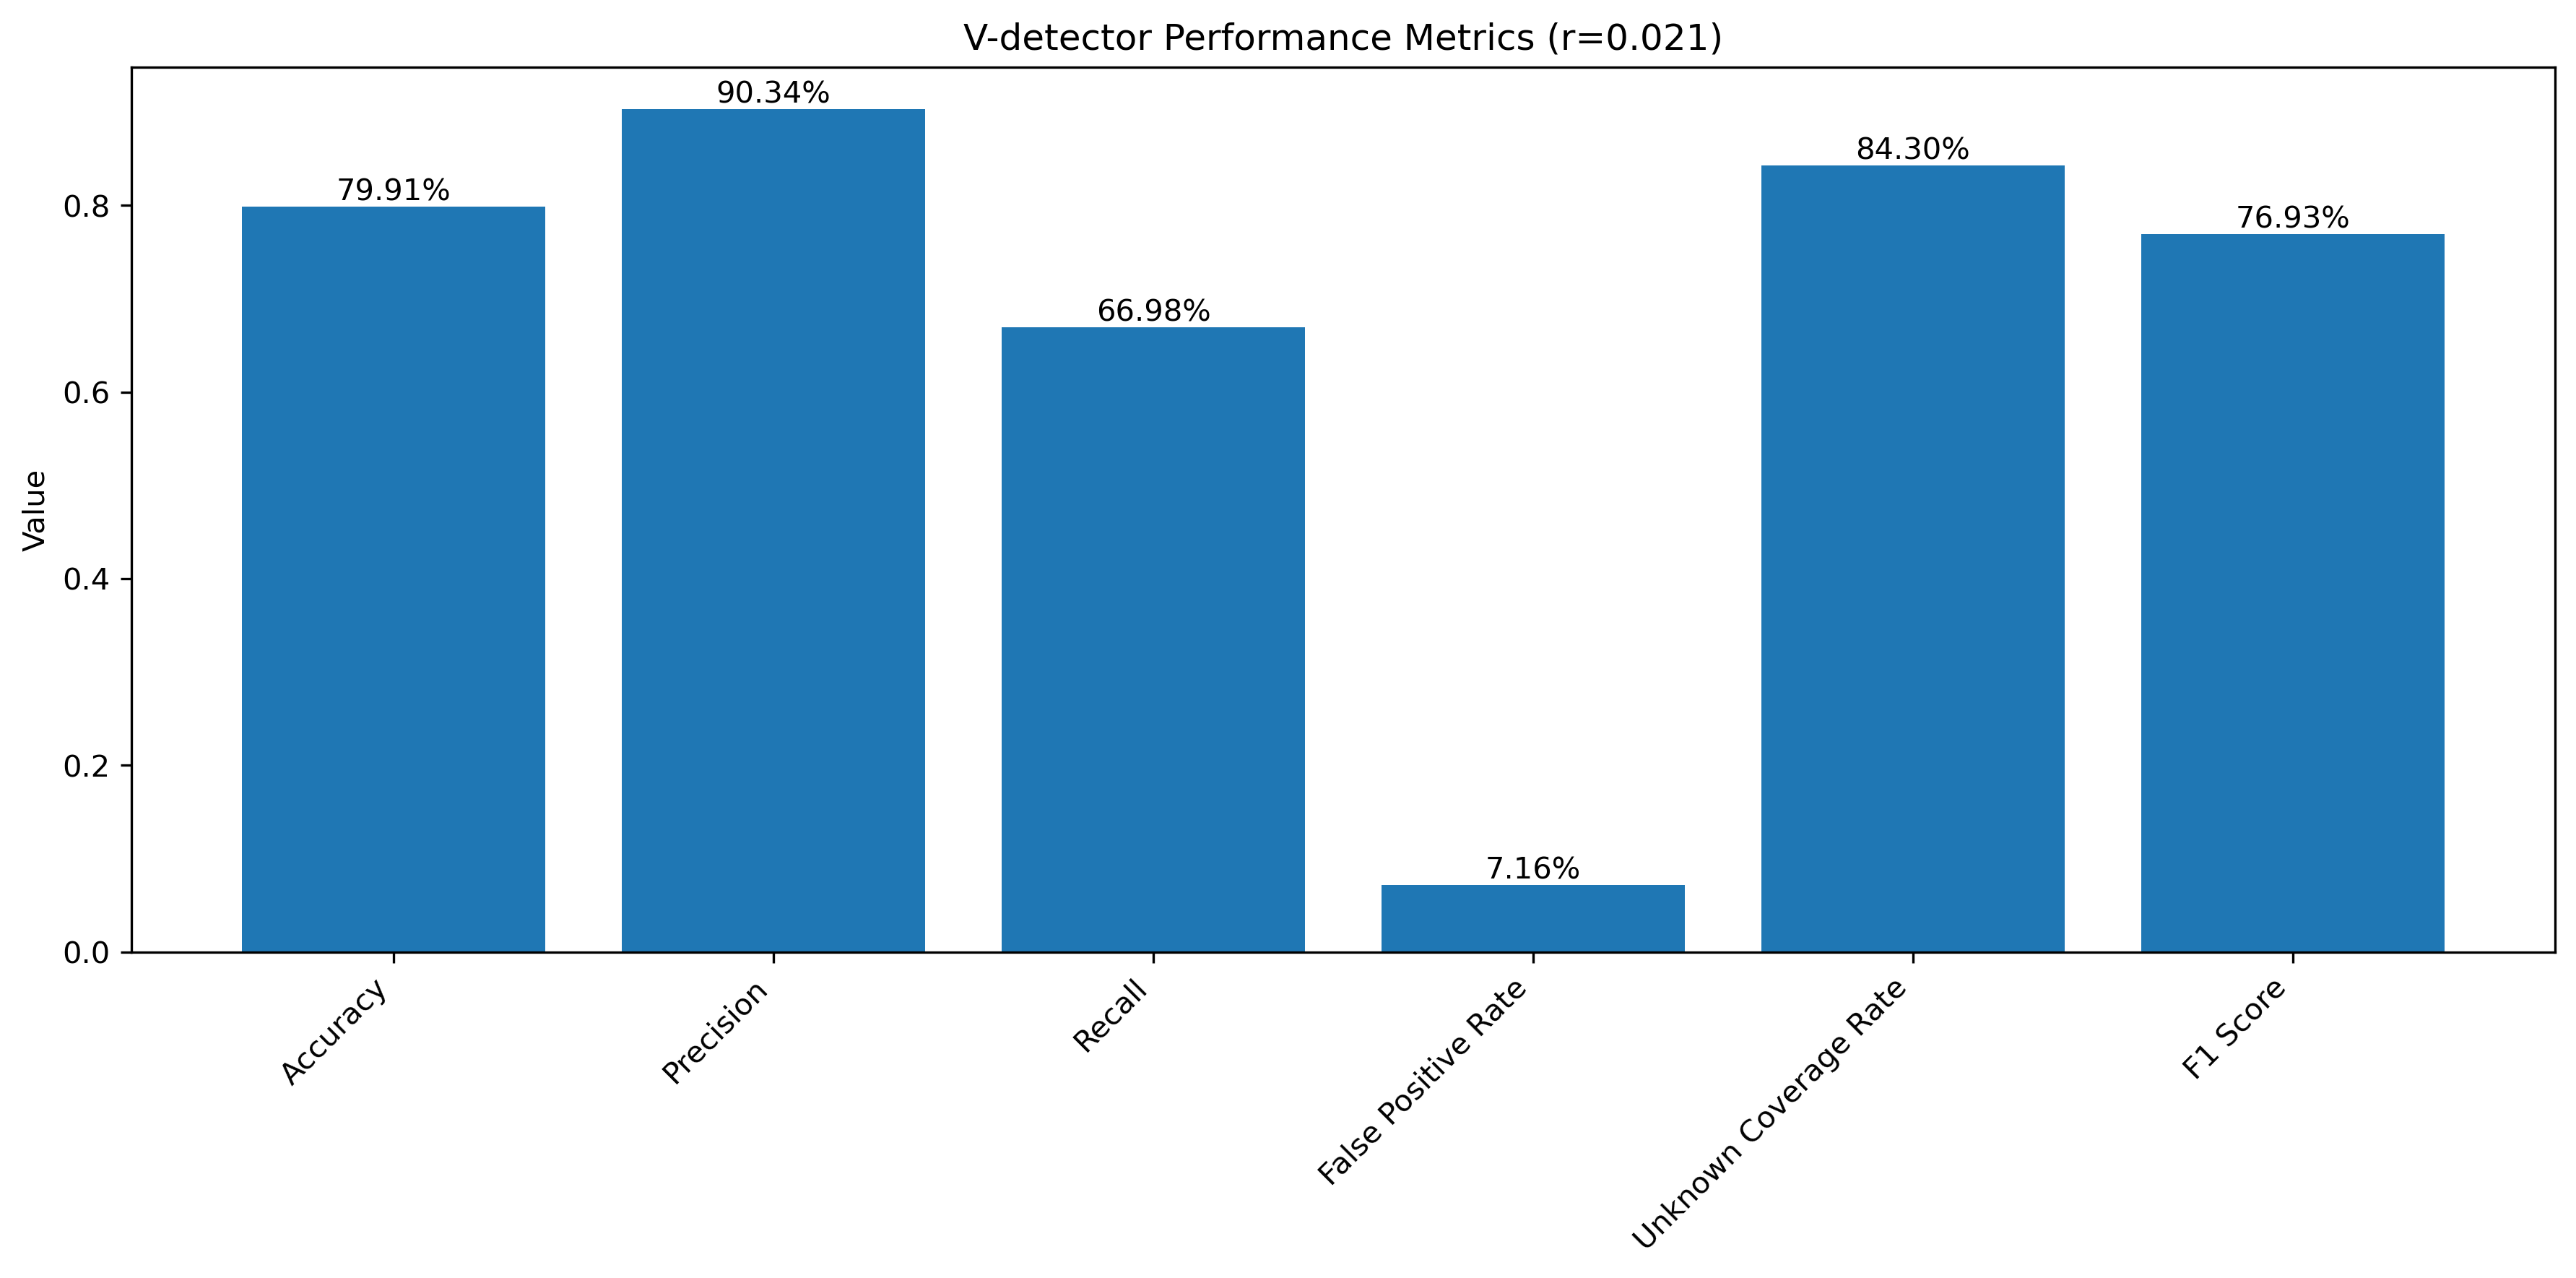 V-detector Performance Metrics (r=0.021)
Value
0.8
0.6
0.4
0.2
0.0
79.91%
90.34%
66.98%
7.16%
84.30%
76.93%
Accuracy
Precision
Recall
False Positive Rate
Unknown Coverage Rate
F1 Score